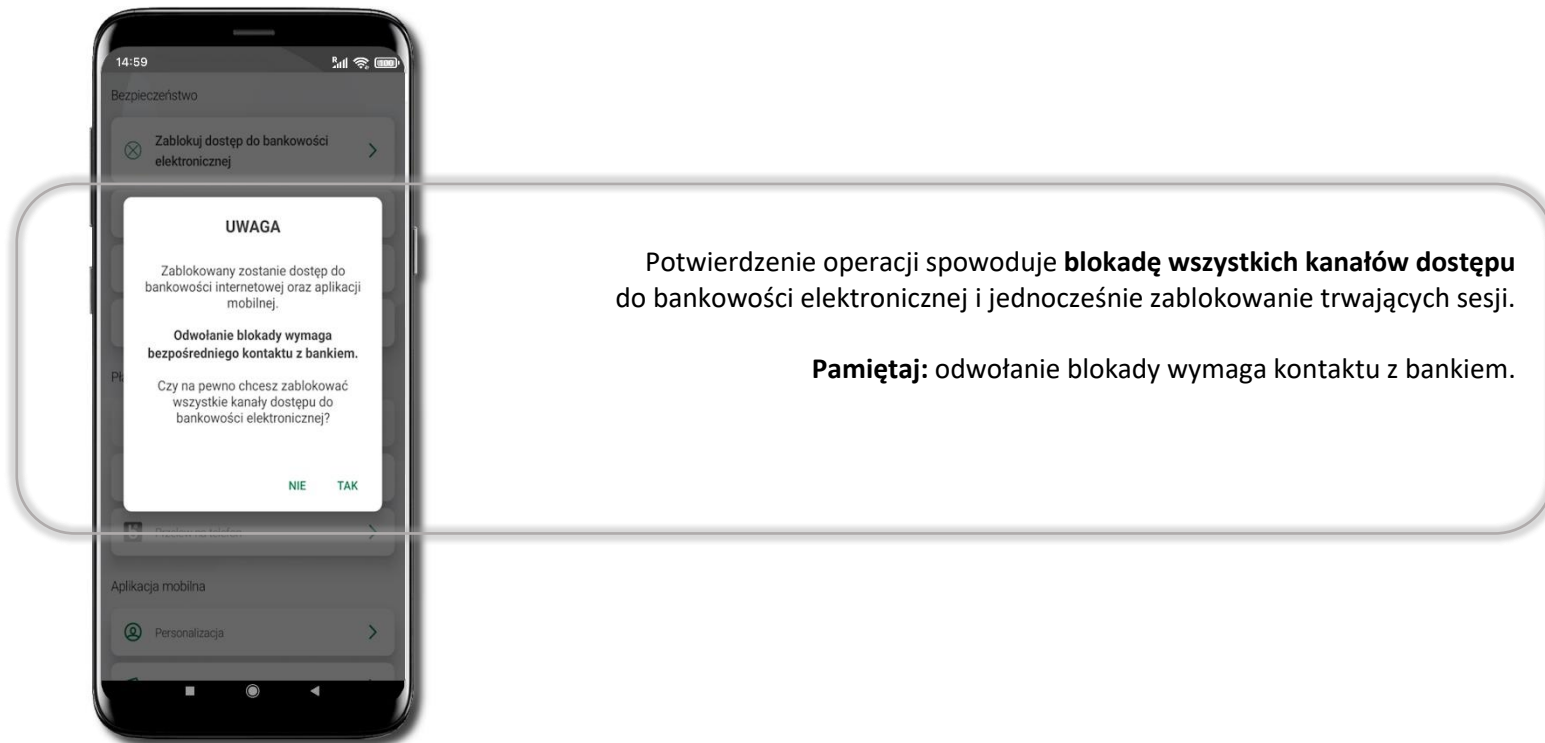 14:59
Bezpieczeństwo
Zablokuj dostęp do bankowości
elektronicznej
UWAGA
Zablokowany zostanie dostęp do
bankowości internetowej oraz aplikacji
mobilnej.
Odwołanie blokady wymaga
bezpośredniego kontaktu z bankiem.
Czy na pewno chcesz zablokować
wszystkie kanały dostępu do
bankowości elektronicznej?
NIE TAK
Przelew na telefon
Aplikacja mobilna
Personalizacja
Potwierdzenie operacji spowoduje blokadę wszystkich kanałów dostępu
do bankowości elektronicznej i jednocześnie zablokowanie trwających sesji.
Pamiętaj: odwołanie blokady wymaga kontaktu z bankiem.